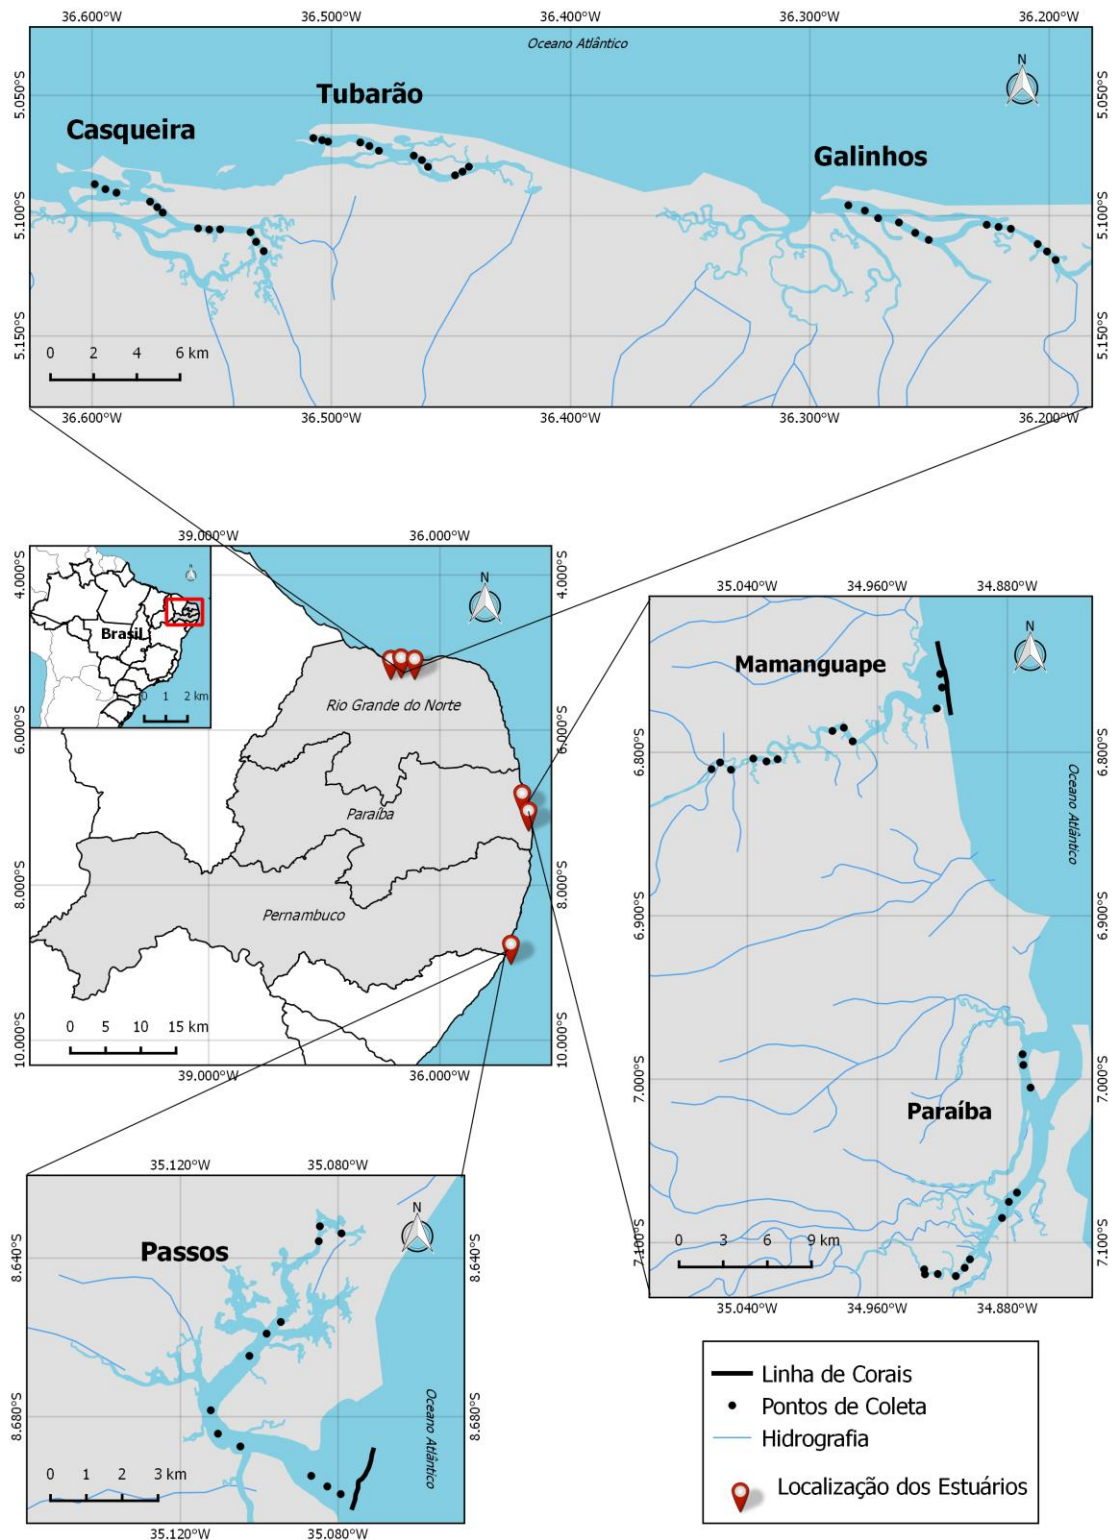 36.600°W 36.500°W 36.400°W 36.300°W 36.200°W
Oceano Atlântico
N
Tubarão
Casqueira
Galinhos
5.050°S 5.050°S
5.100°S 5.100°S
5.150°S 5.150°S
0 2 4 6 km
36.600°W 36.500°W 36.400°W 36.300°W 36.200°W
39.000°W 36.000°W
N
Brasil
0 1 2 km
N
4.000°S 4.000°S
Rio Grande do Norte
6.000°S 6.000°S
Paraíba
8.000°S 8.000°S
Pernambuco
0 5 10 15 km
10.000°S 10.000°S
39.000°W 36.000°W
35.040°W 34.960°W 34.880°W
N
Mamanguape
6.800°S 6.800°S
Oceano Atlântico
6.900°S 6.900°S
7.000°S 7.000°S
Paraíba
7.100°S 7.100°S
0 3 6 9 km
35.040°W 34.960°W 34.880°W
35.120°W 35.080°W
N
Passos
8.640°S 8.640°S
8.680°S 8.680°S
Oceano Atlântico
0 1 2 3 km
35.120°W 35.080°W
Linha de Corais
Pontos de Coleta
Hidrografia
Localização dos Estuários